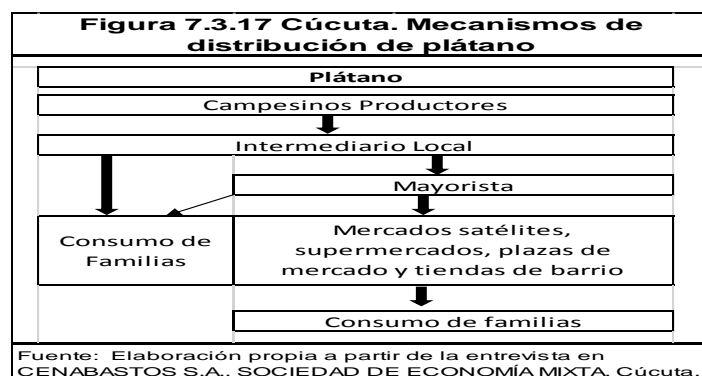 Figura 7.3.17 Cúcuta. Mecanismos de
distribución de plátano
Plátano
Campesinos Productores
Intermediario Local
Mayorista
Consumo de
Familias
Mercados satélites,
supermercados, plazas de
mercado y tiendas de barrio
Consumo de familias
Fuente: Elaboración propia a partir de la entrevista en
CENABASTOS S.A., SOCIEDAD DE ECONOMÍA MIXTA. Cúcuta.